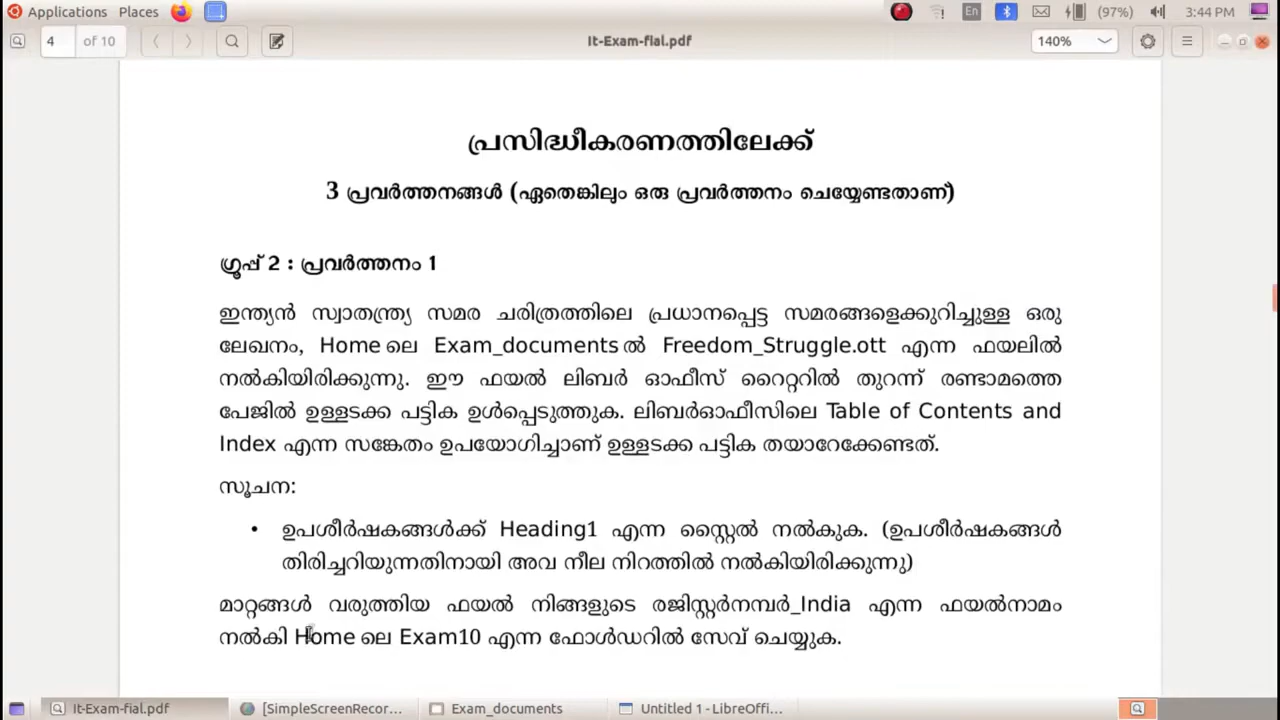 Applications Places En (97%) 3:44 PM
4 of 10 It-Exam-fial.pdf 140%
പ്രസിദ്ധീകരണത്തിലേക്ക്
3 പ്രവർത്തനങ്ങൾ (ഏതെങ്കിലും ഒരു പ്രവർത്തനം ചെയ്യേണ്ടതാണ്)
ഗ്രൂപ്പ് 2 : പ്രവർത്തനം 1
ഇന്ത്യൻ സ്വാതന്ത്ര്യ സമര ചരിത്രത്തിലെ പ്രധാനപ്പെട്ട സമരങ്ങളെക്കുറിച്ചുള്ള ഒരു
ലേഖനം, Home ലെ Exam_documents ൽ Freedom_Struggle.ott എന്ന ഫയലിൽ
നൽകിയിരിക്കുന്നു. ഈ ഫയൽ ലിബർ ഓഫീസ് റൈറ്ററിൽ തുറന്ന് രണ്ടാമത്തെ
പേജിൽ ഉള്ളടക്ക പട്ടിക ഉൾപ്പെടുത്തുക. ലിബർഓഫീസിലെ Table of Contents and
Index എന്ന സങ്കേതം ഉപയോഗിച്ചാണ് ഉള്ളടക്ക പട്ടിക തയാറേക്കേണ്ടത്.
സൂചന:
• ഉപശീർഷകങ്ങൾക്ക് Heading1 എന്ന സ്റ്റൈൽ നൽകുക. (ഉപശീർഷകങ്ങൾ
തിരിച്ചറിയുന്നതിനായി അവ നീല നിറത്തിൽ നൽകിയിരിക്കുന്നു)
മാറ്റങ്ങൾ വരുത്തിയ ഫയൽ നിങ്ങളുടെ രജിസ്റ്റർനമ്പർ_India എന്ന ഫയൽനാമം
നൽകി Home ലെ Exam10 എന്ന ഫോൾഡറിൽ സേവ് ചെയ്യുക.
It-Exam-fial.pdf [SimpleScreenRecor... Exam_documents Untitled 1 - LibreOffi...